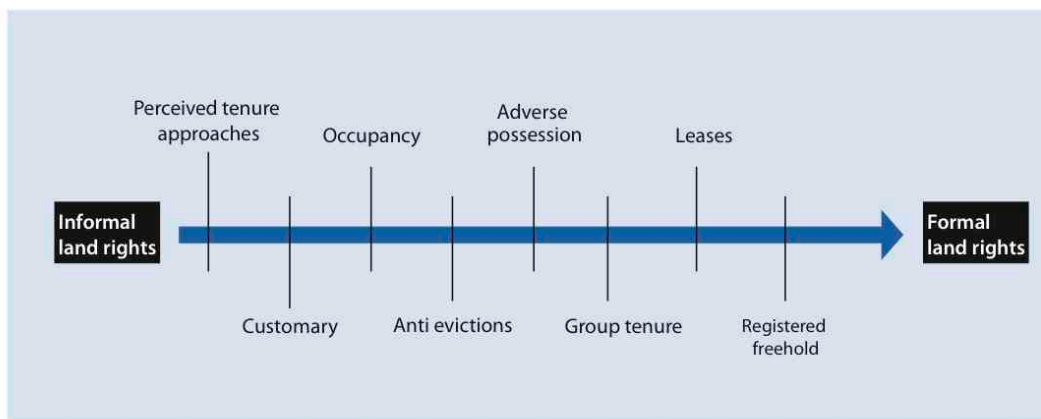 Perceived tenure
approaches
Occupancy
Adverse
possession
Leases
Informal
land rights
Formal
land rights
Customary
Anti evictions
Group tenure
Registered
freehold